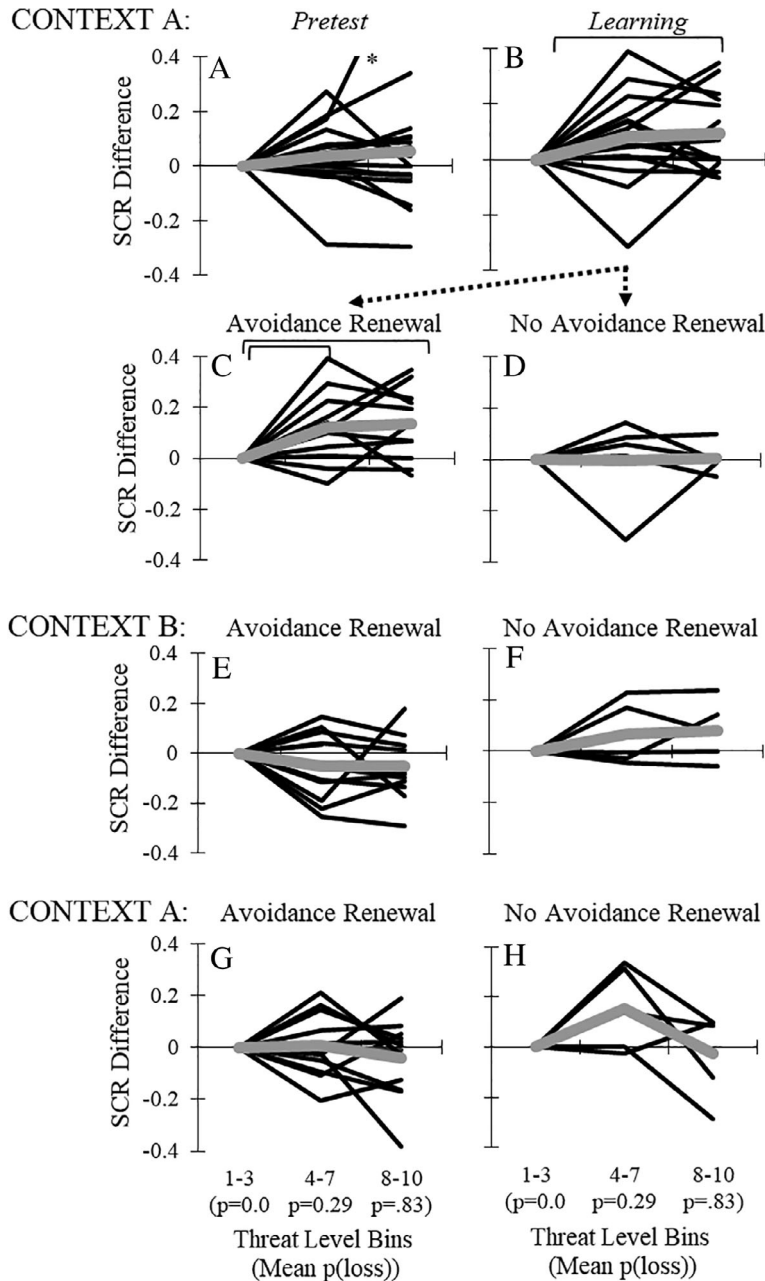 CONTEXT A: Pretest Learning
A B
*
0.4
0.2
0
-0.2
-0.4
SCR Difference
Avoidance Renewal No Avoidance Renewal
C D
0.4
0.2
0
-0.2
-0.4
SCR Difference
CONTEXT B: Avoidance Renewal No Avoidance Renewal
E F
0.4
0.2
0
-0.2
-0.4
SCR Difference
CONTEXT A: Avoidance Renewal No Avoidance Renewal
G H
0.4
0.2
0
-0.2
-0.4
SCR Difference
1-3 4-7 8-10 1-3 4-7 8-10
(p=0.0 p=0.29 p=.83) (p=0.0 p=0.29 p=.83)
Threat Level Bins Threat Level Bins
(Mean p(loss)) (Mean p(loss))